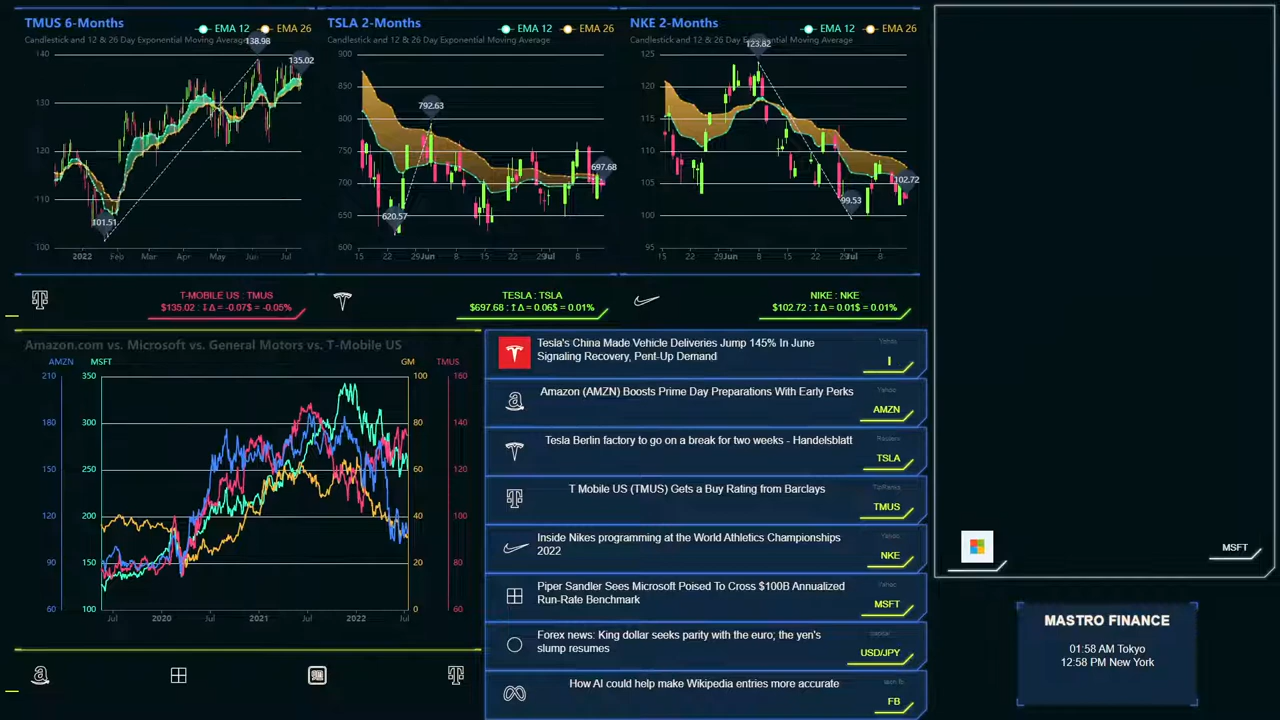 TMUS 6-Months
EMA 12
EMA 26
Candlestick and 12 & 26 Day Exponential Moving Average
140
130
120
110
100
138.98
135.02
101.51
2022
Feb
Mar
Apr
May
Jun
Jul
TSLA 2-Months
EMA 12
EMA 26
Candlestick and 12 & 26 Day Exponential Moving Average
900
850
800
750
700
650
600
792.63
697.68
620.57
15
22
29Jun
8
15
22
29Jul
8
NKE 2-Months
EMA 12
EMA 26
Candlestick and 12 & 26 Day Exponential Moving Average
125
120
115
110
105
100
95
123.82
102.72
99.53
15
22
29Jun
8
15
22
29Jul
8
T-MOBILE US : TMUS
$135.02 : ↕ Δ = -0.07$ = -0.05%
TESLA : TSLA
$697.68 : ↕ Δ = 0.06$ = 0.01%
NIKE : NKE
$102.72 : ↕ Δ = 0.01$ = 0.01%
Amazon.com vs. Microsoft vs. General Motors vs. T-Mobile US
AMZN
MSFT
GM
TMUS
210
180
150
120
90
60
350
300
250
200
150
100
100
80
60
40
20
0
160
140
120
100
80
60
Jul
2020
Jul
2021
Jul
2022
Jul
Tesla's China Made Vehicle Deliveries Jump 145% In June
Signaling Recovery, Pent-Up Demand
Yahoo
I
Amazon (AMZN) Boosts Prime Day Preparations With Early Perks
Yahoo
AMZN
Tesla Berlin factory to go on a break for two weeks - Handelsblatt
Reuters
TSLA
T Mobile US (TMUS) Gets a Buy Rating from Barclays
TipRanks
TMUS
Inside Nikes programming at the World Athletics Championships
2022
Yahoo
NKE
Piper Sandler Sees Microsoft Poised To Cross $100B Annualized
Run-Rate Benchmark
Yahoo
MSFT
Forex news: King dollar seeks parity with the euro; the yen's
slump resumes
capital.
USD/JPY
How AI could help make Wikipedia entries more accurate
FB
MSFT
MASTRO FINANCE
01:58 AM Tokyo
12:58 PM New York